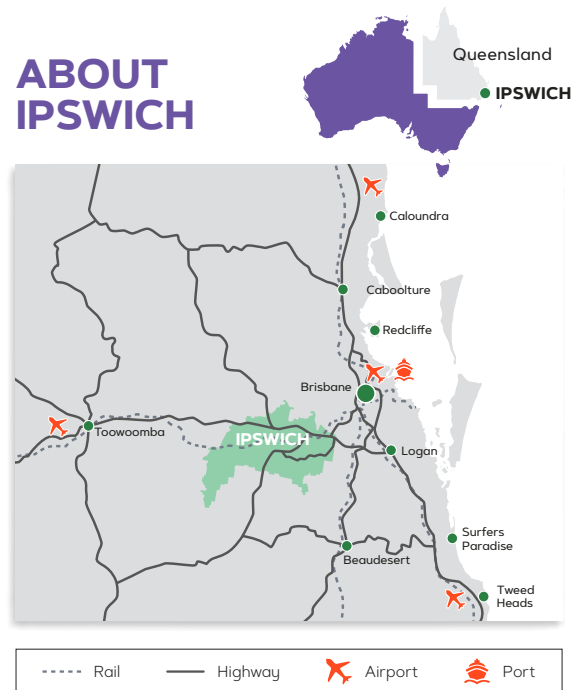 ABOUT
IPSWICH
Queensland
IPSWICH
Caloundra
Caboolture
Redcliffe
Brisbane
Toowoomba
IPSWICH
Logan
Surfers
Paradise
Beaudesert
Tweed
Heads
Rail
Highway
Airport
Port